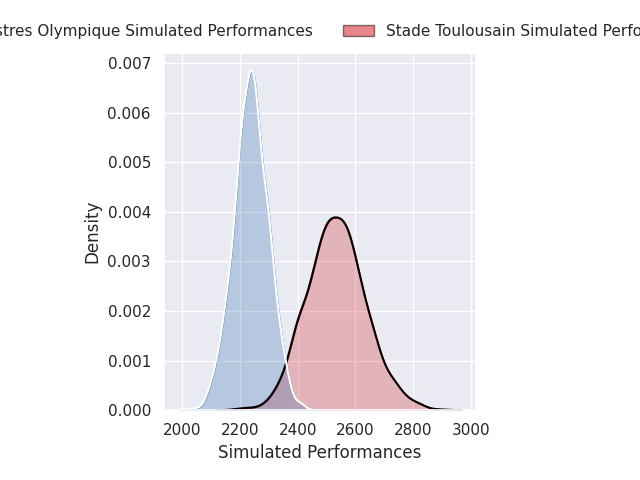 stres Olympique Simulated Performances
Stade Toulousain Simulated Perfo
0.007
0.006
0.005
0.004
0.003
0.002
0.001
0.000
Density
2000 2200 2400 2600 2800 3000
Simulated Performances